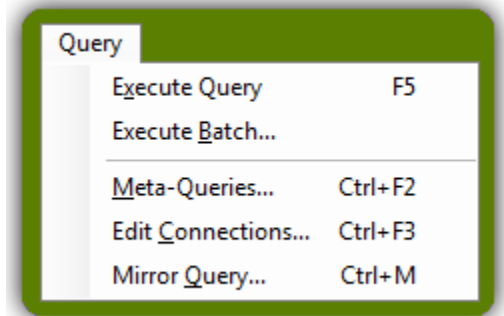 Query
Execute Query F5
Execute Batch...
Meta-Queries... Ctrl+F2
Edit Connections... Ctrl+F3
Mirror Query... Ctrl+M